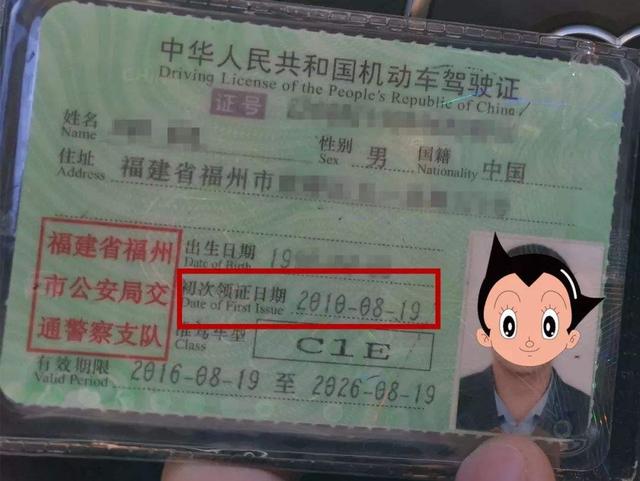 中华人民共和国机动车驾驶证
Driving License of the People's Republic of China
证号
姓名
Name
性别 男 国籍 中国
Sex Nationality
住址 福建省福州市
Address
福建省福州
市公安局交
通警察支队
出生日期 19
Date of Birth
初次领证日期 2010-08-19
Date of First Issue
准驾车型 C1E
Class
有效期限 2016-08-19 至 2026-08-19
Valid Period